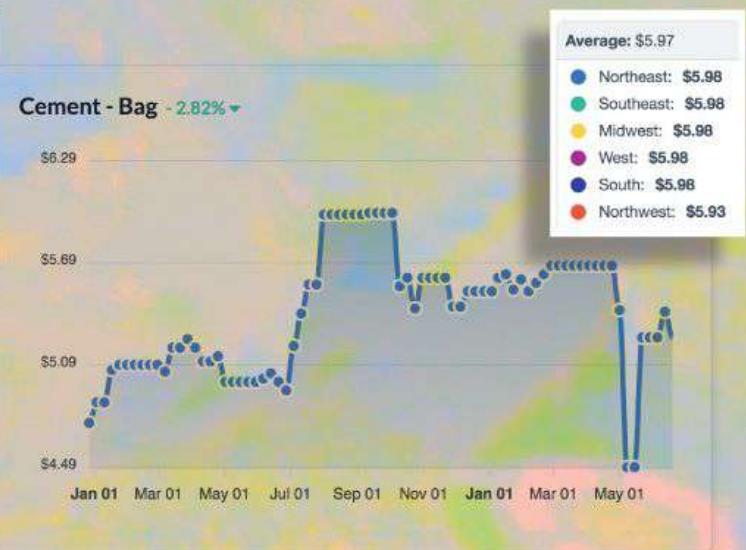 Average: $5.97
Northeast: $5.98
Southeast: $5.98
Midwest: $5.98
West: $5.98
South: $5.98
Northwest: $5.93
Cement - Bag - 2.82%
$6.29
$5.69
$5.09
$4.49
Jan 01 Mar 01 May 01 Jul 01 Sep 01 Nov 01 Jan 01 Mar 01 May 01